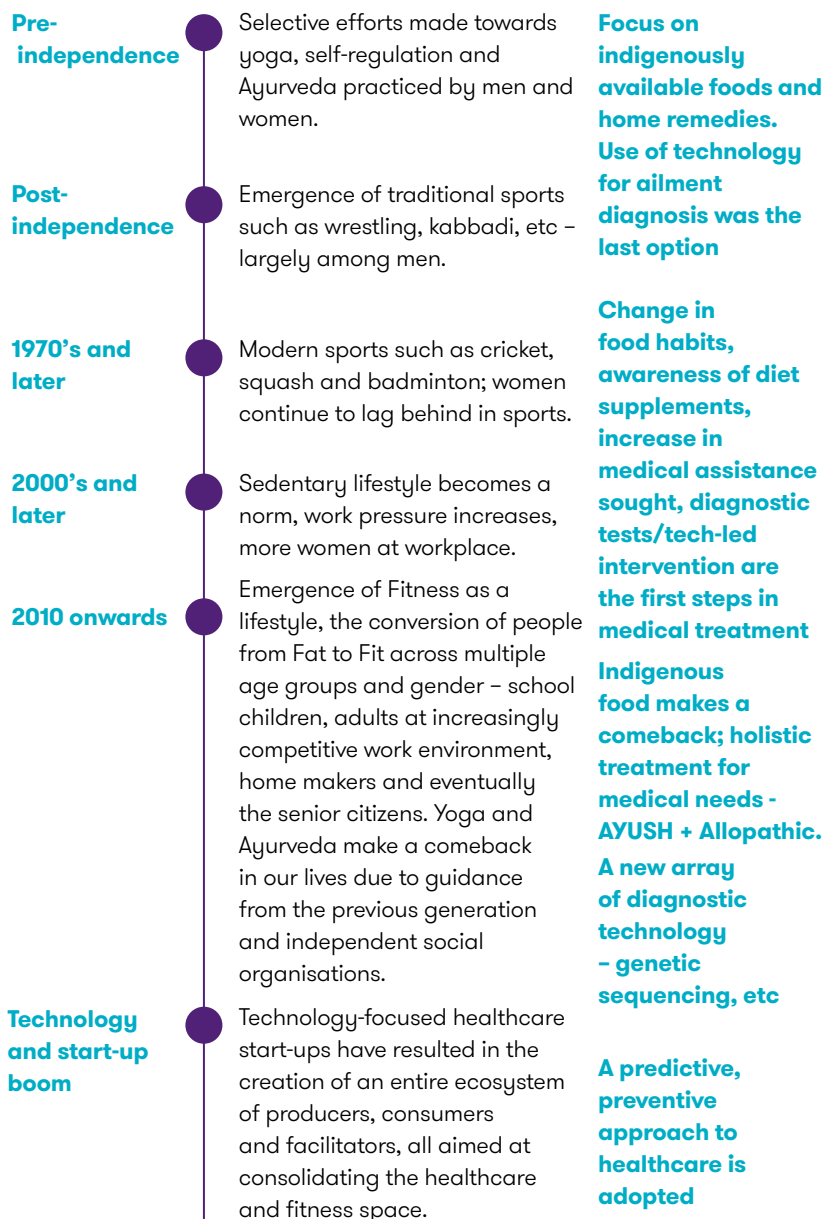 Pre-
independence
Selective efforts made towards
yoga, self-regulation and
Ayurveda practiced by men and
women.
Focus on
indigenously
available foods and
home remedies.
Use of technology
for ailment
diagnosis was the
last option
Post-
independence
Emergence of traditional sports
such as wrestling, kabbadi, etc –
largely among men.
1970's and
later
Modern sports such as cricket,
squash and badminton; women
continue to lag behind in sports.
Change in
food habits,
awareness of diet
supplements,
increase in
medical assistance
sought, diagnostic
tests/tech-led
intervention are
the first steps in
medical treatment
2000's and
later
Sedentary lifestyle becomes a
norm, work pressure increases,
more women at workplace.
2010 onwards
Emergence of Fitness as a
lifestyle, the conversion of people
from Fat to Fit across multiple
age groups and gender – school
children, adults at increasingly
competitive work environment,
home makers and eventually
the senior citizens. Yoga and
Ayurveda make a comeback
in our lives due to guidance
from the previous generation
and independent social
organisations.
Indigenous
food makes a
comeback; holistic
treatment for
medical needs -
AYUSH + Allopathic.
A new array
of diagnostic
technology
– genetic
sequencing, etc
Technology
and start-up
boom
Technology-focused healthcare
start-ups have resulted in the
creation of an entire ecosystem
of producers, consumers
and facilitators, all aimed at
consolidating the healthcare
and fitness space.
A predictive,
preventive
approach to
healthcare is
adopted